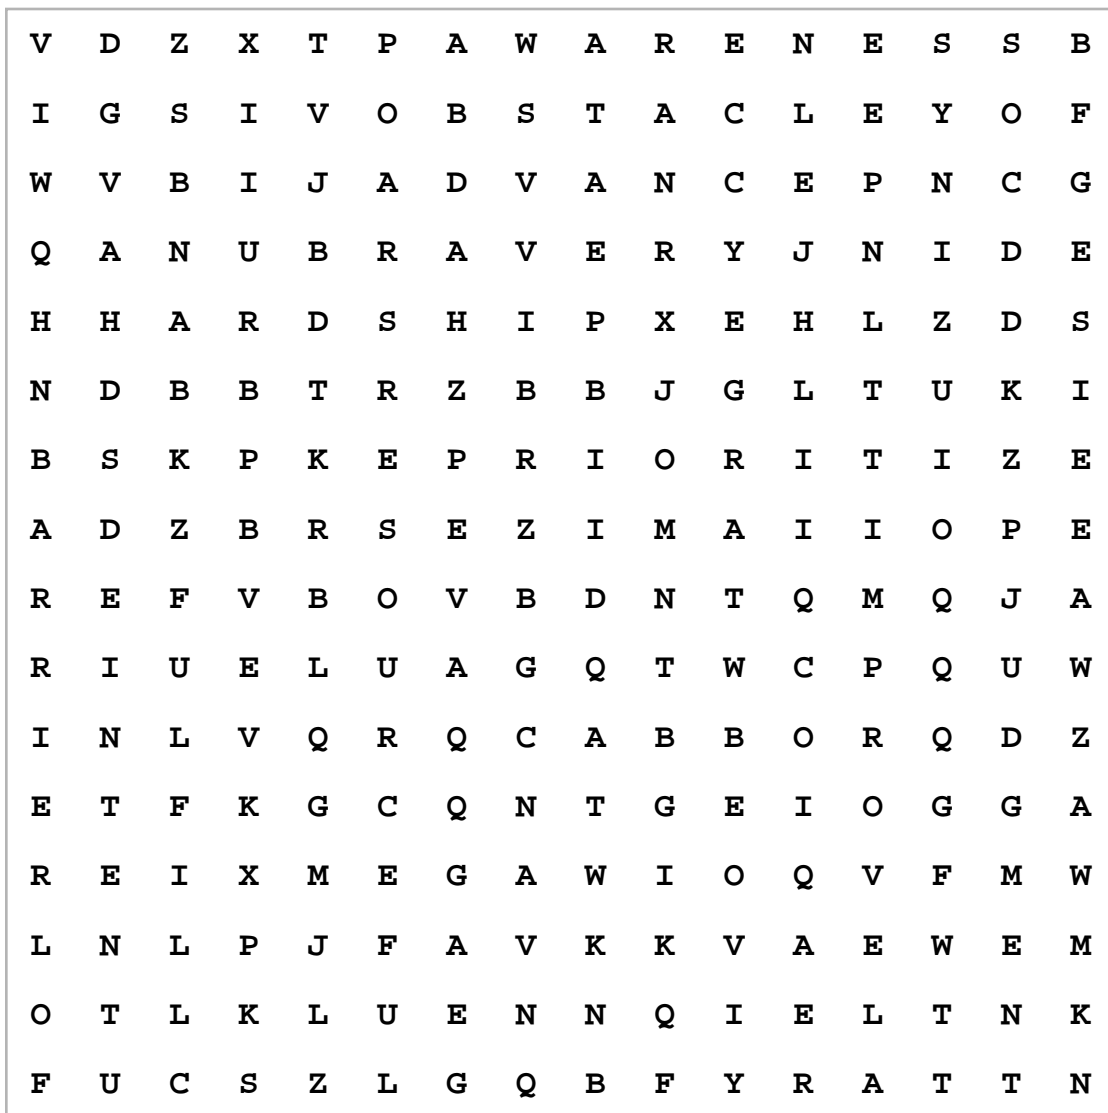 V D Z X T P A W A R E N E S S B
I G S I V O B S T A C L E Y O F
W V B I J A D V A N C E P N C G
Q A N U B R A V E R Y J N I D E
H H A R D S H I P X E H L Z D S
N D B B T R Z B B J G L T U K I
B S K P K E P R I O R I T I Z E
A D Z B R S E Z I M A I I O P E
R E F V B O V B D N T Q M Q J A
R I U E L U A G Q T W C P Q U W
I N L V Q R Q C A B B O R Q D Z
E T F K G C Q N T G E I O G G A
R E I X M E G A W I O Q V F M W
L N L P J F A V K K V A E W E M
O T L K L U E N N Q I E L T N K
F U C S Z L G Q B F Y R A T T N